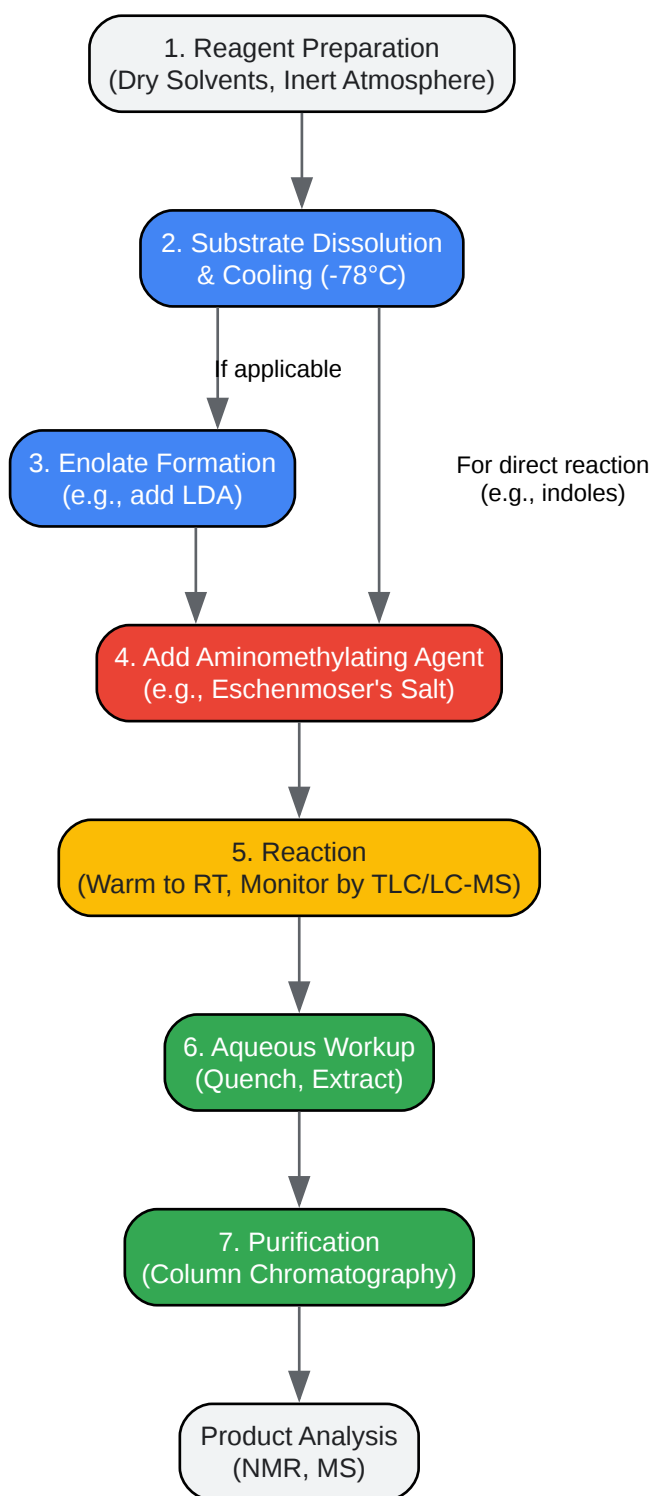 1. Reagent Preparation
(Dry Solvents, Inert Atmosphere)
2. Substrate Dissolution
& Cooling (-78°C)
If applicable
3. Enolate Formation
(e.g., add LDA)
For direct reaction
(e.g., indoles)
4. Add Aminomethylating Agent
(e.g., Eschenmoser's Salt)
5. Reaction
(Warm to RT, Monitor by TLC/LC-MS)
6. Aqueous Workup
(Quench, Extract)
7. Purification
(Column Chromatography)
Product Analysis
(NMR, MS)